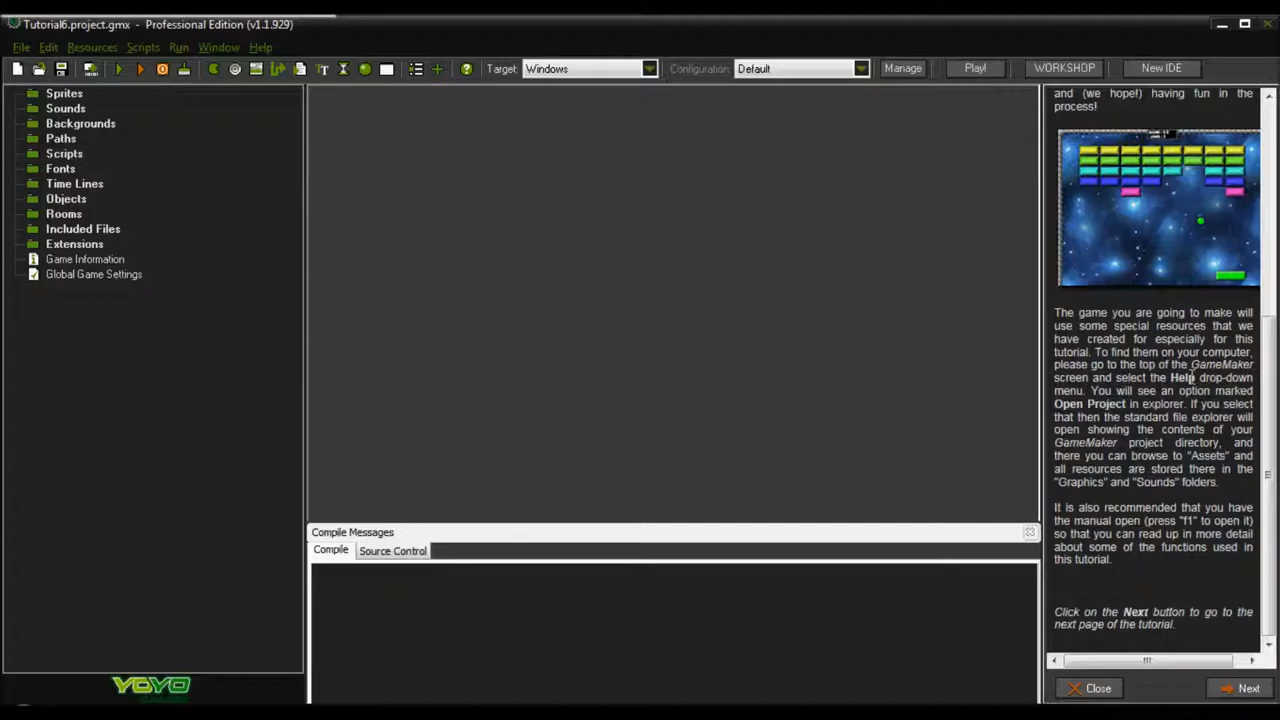 Tutorial6.project.gmx - Professional Edition (v1.1.929)
File Edit Resources Scripts Run Window Help
Target: Windows Configuration: Default Manage Play! WORKSHOP New IDE
Sprites
Sounds
Backgrounds
Paths
Scripts
Fonts
Time Lines
Objects
Rooms
Included Files
Extensions
Game Information
Global Game Settings
YOYO
Compile Messages
Compile Source Control
and (we hope!) having fun in the
process!
The game you are going to make will
use some special resources that we
have created for especially for this
tutorial. To find them on your computer,
please go to the top of the GameMaker
screen and select the Help drop-down
menu. You will see an option marked
Open Project in explorer. If you select
that then the standard file explorer will
open showing the contents of your
GameMaker project directory, and
there you can browse to "Assets" and
all resources are stored there in the
"Graphics" and "Sounds" folders.
It is also recommended that you have
the manual open (press "f1" to open it)
so that you can read up in more detail
about some of the functions used in
this tutorial.
Click on the Next button to go to the
next page of the tutorial.
Close Next